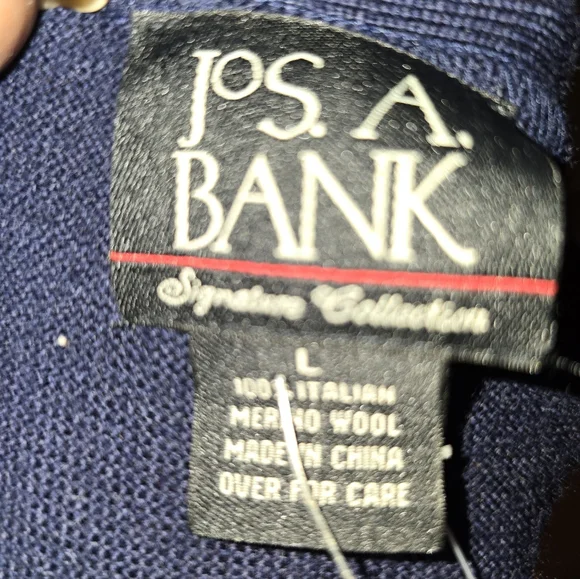 JOS. A.
BANK
Signature Collection
L
100% ITALIAN
MERINO WOOL
MADE IN CHINA
OVER FOR CARE